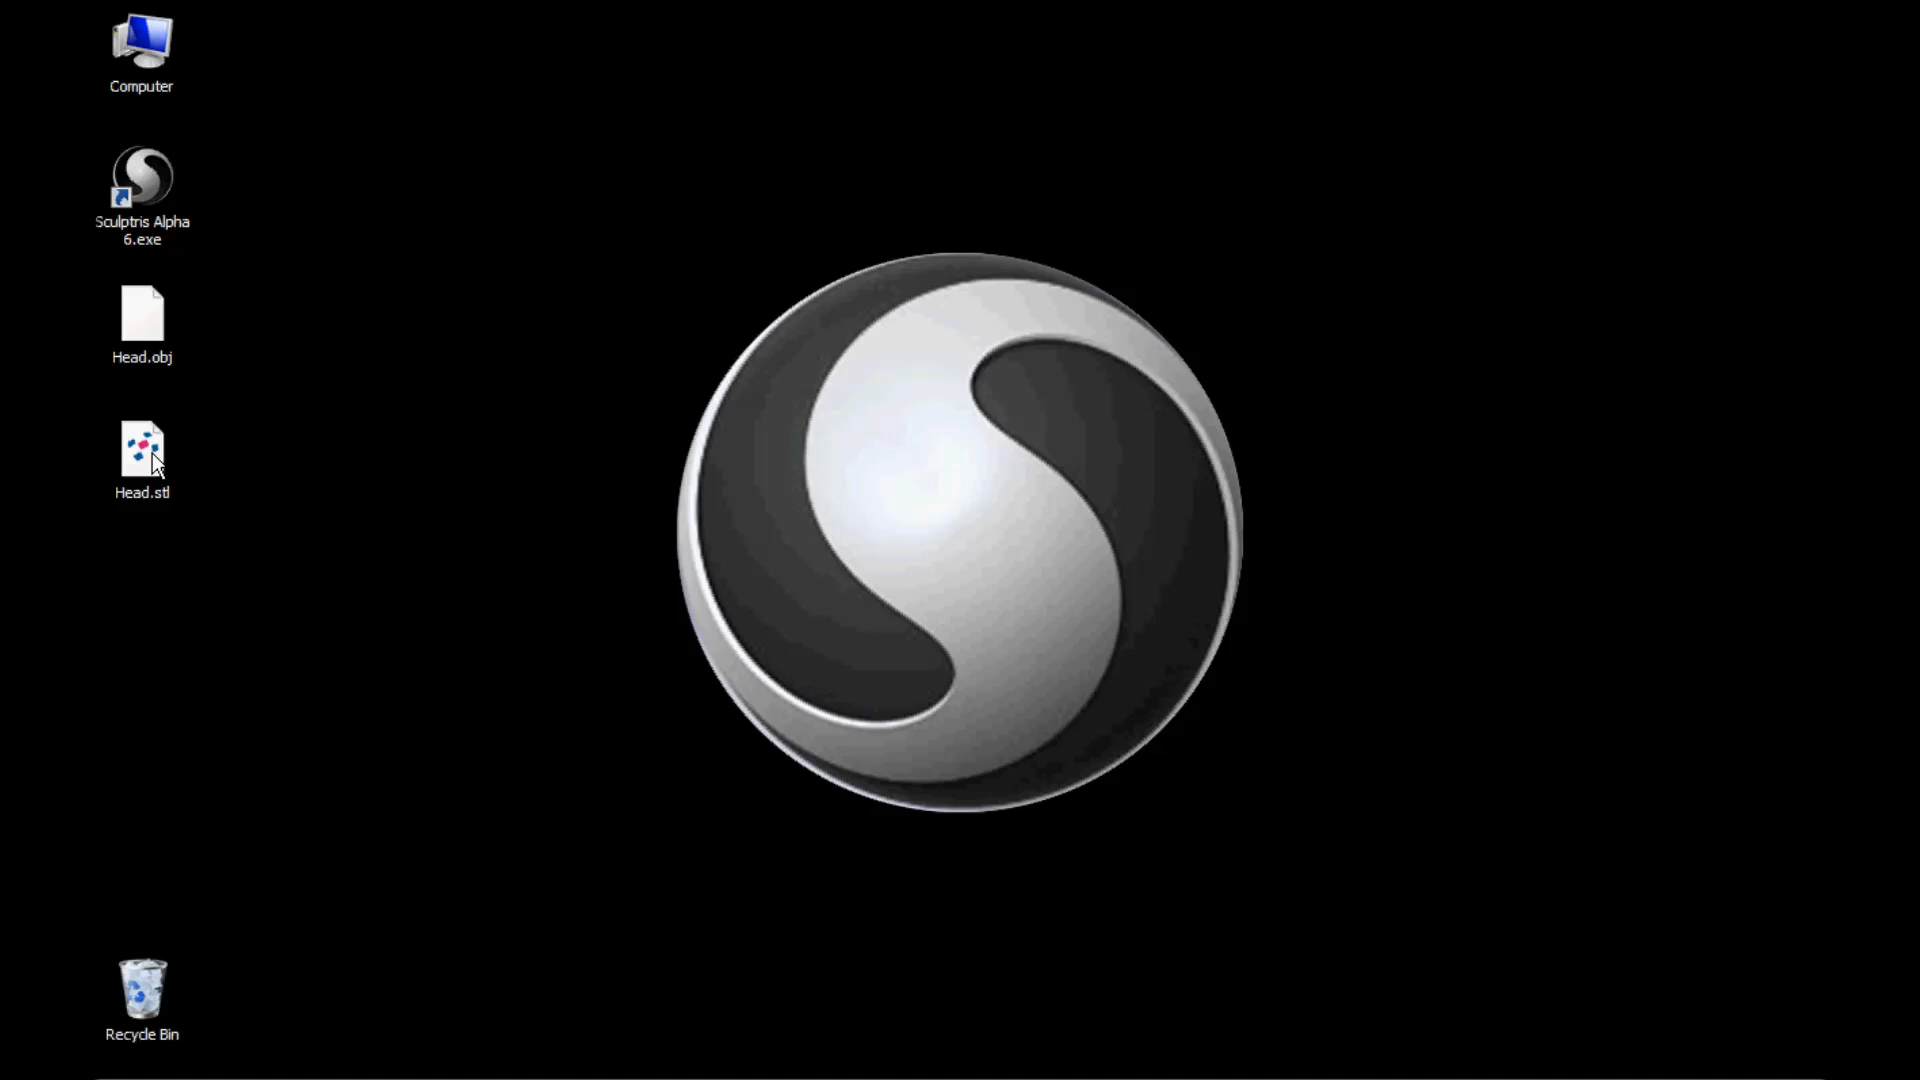 Computer
Sculptris Alpha
6.exe
Head.obj
Head.stl
Recycle Bin